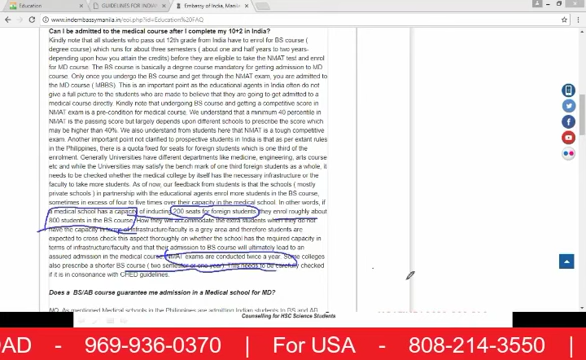 GUIDELINES FOR INDIAN
Embassy of India, Manila
www.indembassymanila.in/eoi.php?id=Education%20FAQ
Can I be admitted to the medical course after I complete my 10+2 in India?
Kindly note that all students who pass out 12th grade from India have to enrol for BS course (
degree course) which runs for about three semesters ( about one and half years to two years-
depending upon how you attain the credits) before they are eligible to take the NMAT test and enrol
for MD course. The BS course is basically a degree course mandatory for getting admission to MD
course. Only once you undergo the BS course and get through the NMAT exam, you are admitted to
the MD course ( MBBS). This is an important point as the educational agents in India often do not
give a full picture to the students who are made to believe that they are going to get admitted to a
medical course directly. Kindly note that undergoing BS course and getting a competitive score in
NMAT exam is a pre-condition for medical course. We understand that a minimum 40 percentile in
NMAT is the passing score but largely depends upon different schools to prescribe the score which
may be higher than 40%. We also understand from students here that NMAT is a tough competitive
exam. Another important point not clarified to prospective students in India is that as per extant rules
in the Philippines, there is a quota fixed for seats for foreign students which is one third of the
enrolment. Generally Universities have different departments like medicine, engineering, arts course
etc and while the Universities may satisfy the bench mark of one third foreign students as a whole, it
needs to be checked whether the medical college by itself has the necessary infrastructure or the
faculty to take more students. As of now, our feedback from students is that the schools ( mostly
private schools ) in partnership with the educational agents enrol more students in the BS course,
sometimes in excess of four to five times over their capacity in the medical school. In other words, if
a medical school has a capacity of inducting 200 seats for foreign students they enrol roughly about
800 students in the BS course. How they will accommodate the extra students when they do not
have the capacity in terms of infrastructure/faculty is a grey area and therefore students are
expected to cross check this aspect thoroughly on whether the school has the required capacity in
terms of infrastructure/faculty and that their admission to BS course will ultimately lead to an
assured admission in the medical course. NMAT exams are conducted twice a year. Some colleges
also prescribe a shorter BS course ( two semester or one year). This needs to be carefully checked
if it is in consonance with CHED guidelines.
Does a BS/AB course guarantee me admission in a Medical school for MD?
MD. As mentioned Medical schools in the Philippines are admitting Indian students to BS and AB
Counselling for HSC Science Students
DAD - 969-936-0370 | For USA - 808-214-3550 |